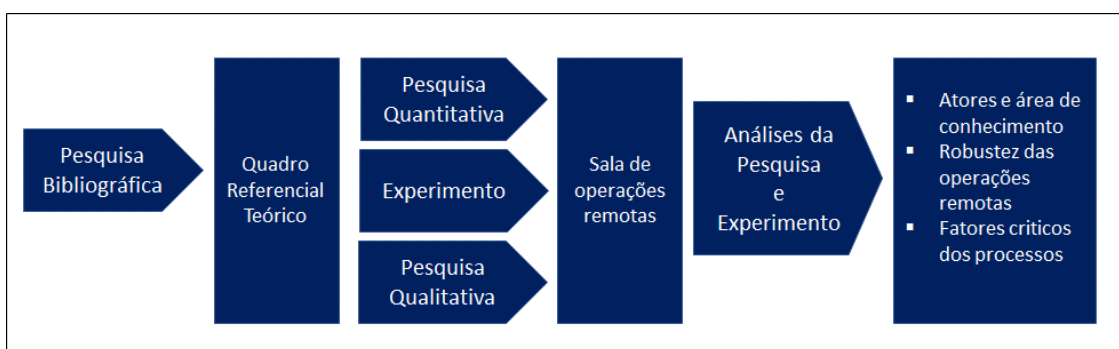 Pesquisa
Bibliográfica
Quadro
Referencial
Teórico
Pesquisa
Quantitativa
Experimento
Pesquisa
Qualitativa
Sala de
operações
remotas
Análises da
Pesquisa
e
Experimento
▪ Atores e área de
conhecimento
▪ Robustez das
operações
remotas
▪ Fatores criticos
dos processos